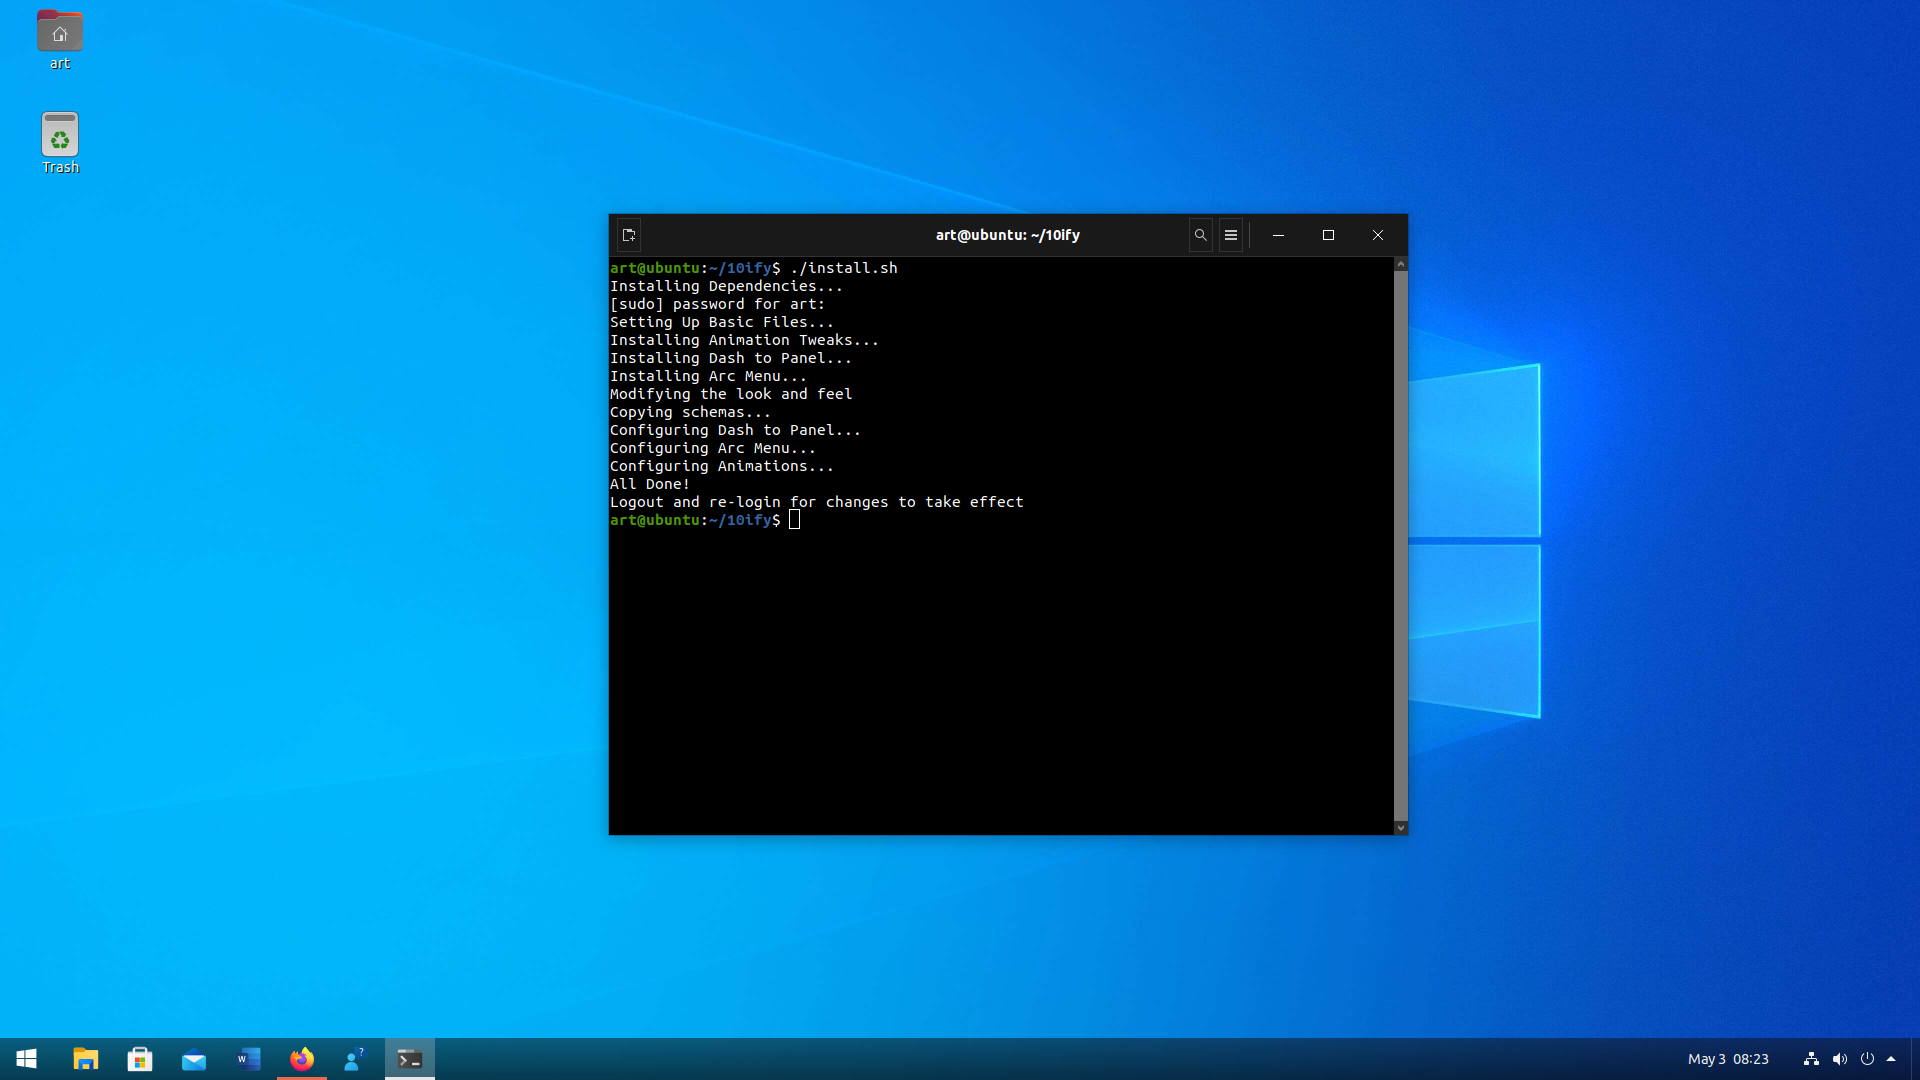 art
Trash
art@ubuntu: ~/10ify
art@ubuntu:~/10ify$ ./install.sh
Installing Dependencies...
[sudo] password for art:
Setting Up Basic Files...
Installing Animation Tweaks...
Installing Dash to Panel...
Installing Arc Menu...
Modifying the look and feel
Copying schemas...
Configuring Dash to Panel...
Configuring Arc Menu...
Configuring Animations...
All Done!
Logout and re-login for changes to take effect
art@ubuntu:~/10ify$
W
?
May 3 08:23